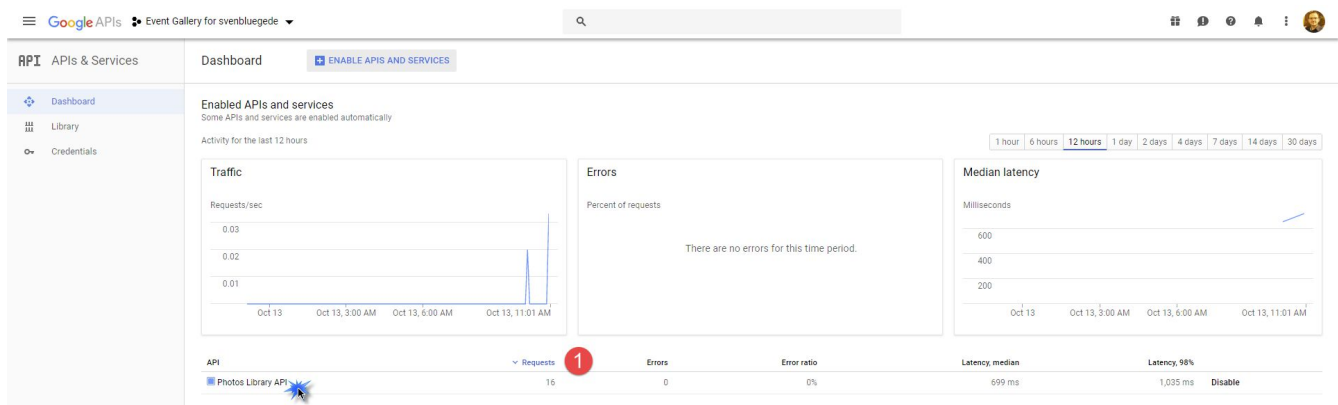 Google APIs Event Gallery for svenbluegede
API APIs & Services
Dashboard ENABLE APIS AND SERVICES
Dashboard
Library
Credentials
Enabled APIs and services
Some APIs and services are enabled automatically
Activity for the last 12 hours
1 hour 6 hours 12 hours 1 day 2 days 4 days 7 days 14 days 30 days
Traffic
Requests/sec
0.03
0.02
0.01
Oct 13 Oct 13, 3:00 AM Oct 13, 6:00 AM Oct 13, 11:01 AM
Errors
Percent of requests
There are no errors for this time period.
Median latency
Milliseconds
600
400
200
Oct 13 Oct 13, 3:00 AM Oct 13, 6:00 AM Oct 13, 11:01 AM
API Requests 1 Errors Error ratio Latency, median Latency, 98%
Photos Library API 16 0 0% 699 ms 1,035 ms Disable